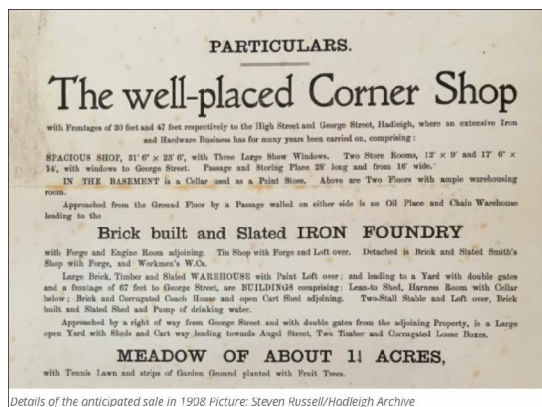 PARTICULARS.
The well-placed Corner Shop
with Frontages of 30 feet and 47 feet respectively to the High Street and George Street, Hadleigh, where an extensive Iron
and Hardware Business has for many years been carried on, comprising :
SPACIOUS SHOP, 31' 6" × 23' 6", with Three Large Show Windows. Two Store Rooms, 12' × 9' and 17' 6" ×
14', with windows to George Street. Passage and Storing Place 28' long and from 16' wide.
IN THE BASEMENT is a Cellar used as a Paint Store. Above are Two Floors with ample warehousing
room.
Approached from the Ground Floor by a Passage walled on either side is an Oil Place and Chain Warehouse
leading to the
Brick built and Slated IRON FOUNDRY
with Forge and Engine Room adjoining. Tin Shop with Forge and Loft over. Detached is Brick and Slated Smith's
Shop with Forge, and Workmen's W.Cs.
Large Brick, Timber and Slated WAREHOUSE with Paint Loft over; and leading to a Yard with double gates
and a frontage of 67 feet to George Street, are BUILDINGS comprising: Lean-to Shed, Harness Room with Cellar
below; Brick and Corrugated Coach House and open Cart Shed adjoining. Two-Stall Stable and Loft over, Brick
built and Slated Shed and Pump of drinking water.
Approached by a right of way from George Street and with double gates from the adjoining Property, is a Large
open Yard with Sheds and Cart way leading towards Angel Street, Two Timber and Corrugated Loose Boxes.
MEADOW OF ABOUT ACRES,
with Tennis Lawn and strips of Garden Ground planted with Fruit Trees.
Details of the anticipated sale in 1908 Picture: Steven Russell/Hadleigh Archive